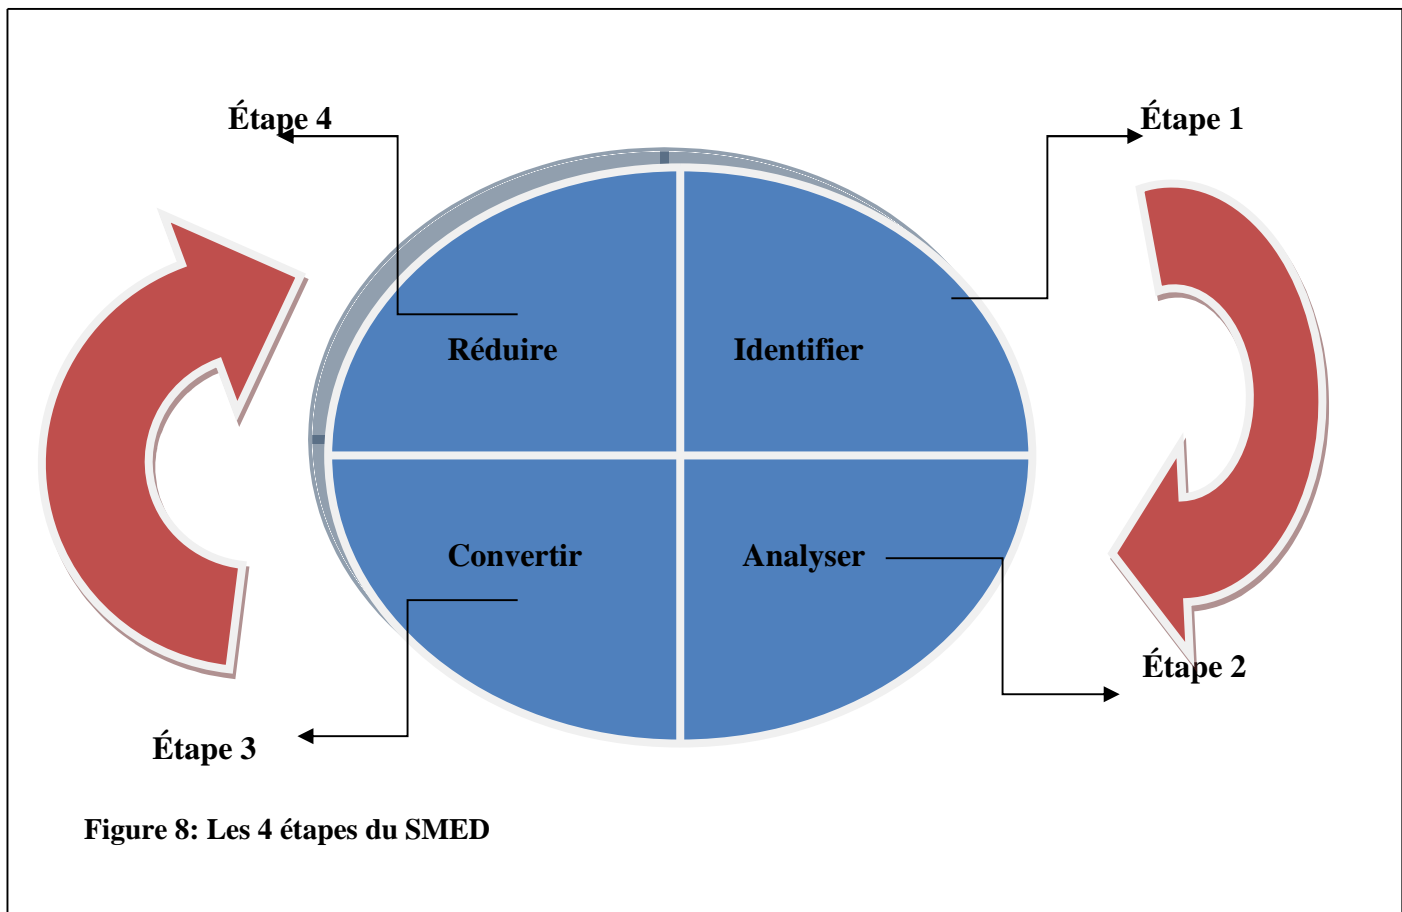 Étape 4
Étape 1
Réduire
Identifier
Convertir
Analyser
Étape 2
Étape 3
Figure 8: Les 4 étapes du SMED